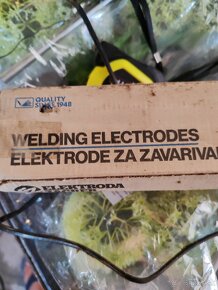 QUALITY
SINCE 1948
WELDING ELECTRODES
ELEKTRODE ZA ZAVARIVA
ELEKTRODA